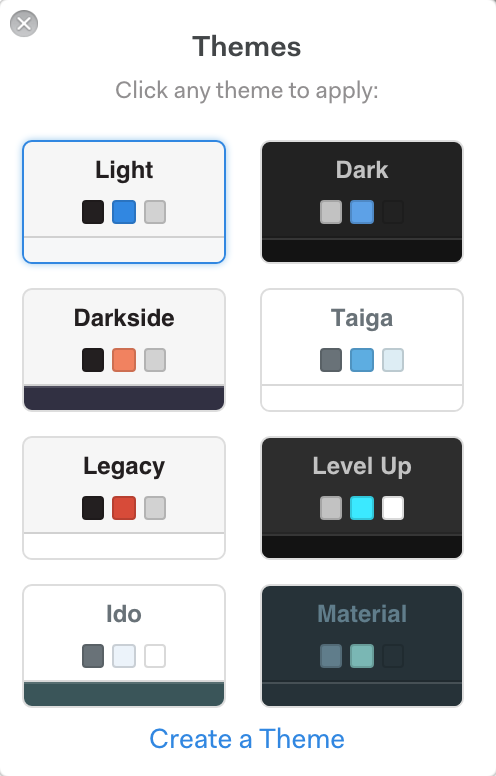 Themes
Click any theme to apply:
Light
Dark
Darkside
Taiga
Legacy
Level Up
Ido
Material
Create a Theme